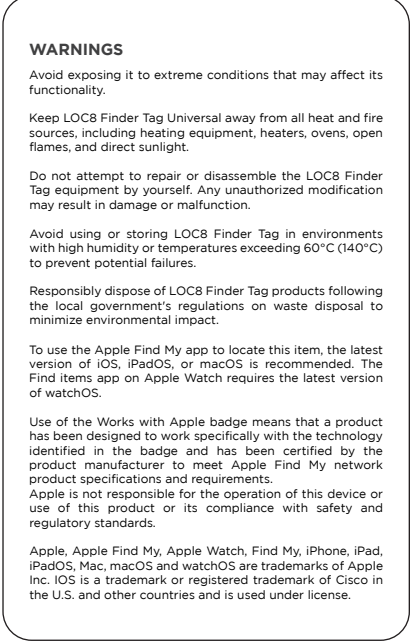 WARNINGS
Avoid exposing it to extreme conditions that may affect its
functionality.
Keep LOC8 Finder Tag Universal away from all heat and fire
sources, including heating equipment, heaters, ovens, open
flames, and direct sunlight.
Do not attempt to repair or disassemble the LOC8 Finder
Tag equipment by yourself. Any unauthorized modification
may result in damage or malfunction.
Avoid using or storing LOC8 Finder Tag in environments
with high humidity or temperatures exceeding 60°C (140°C)
to prevent potential failures.
Responsibly dispose of LOC8 Finder Tag products following
the local government's regulations on waste disposal to
minimize environmental impact.
To use the Apple Find My app to locate this item, the latest
version of iOS, iPadOS, or macOS is recommended. The
Find items app on Apple Watch requires the latest version
of watchOS.
Use of the Works with Apple badge means that a product
has been designed to work specifically with the technology
identified in the badge and has been certified by the
product manufacturer to meet Apple Find My network
product specifications and requirements.
Apple is not responsible for the operation of this device or
use of this product or its compliance with safety and
regulatory standards.
Apple, Apple Find My, Apple Watch, Find My, iPhone, iPad,
iPadOS, Mac, macOS and watchOS are trademarks of Apple
Inc. IOS is a trademark or registered trademark of Cisco in
the U.S. and other countries and is used under license.